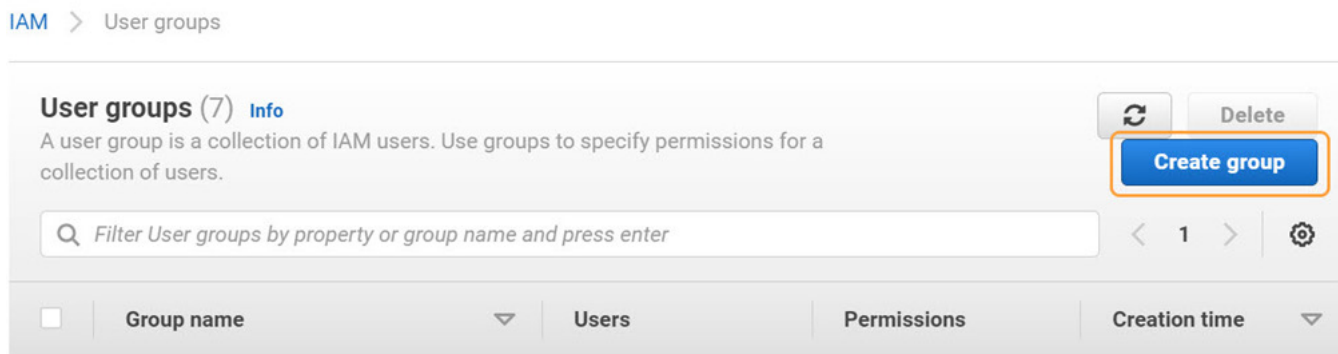 IAM > User groups
User groups (7) Info
Delete
A user group is a collection of IAM users. Use groups to specify permissions for a
collection of users.
Create group
Filter User groups by property or group name and press enter
< 1 >
Group name Users Permissions Creation time